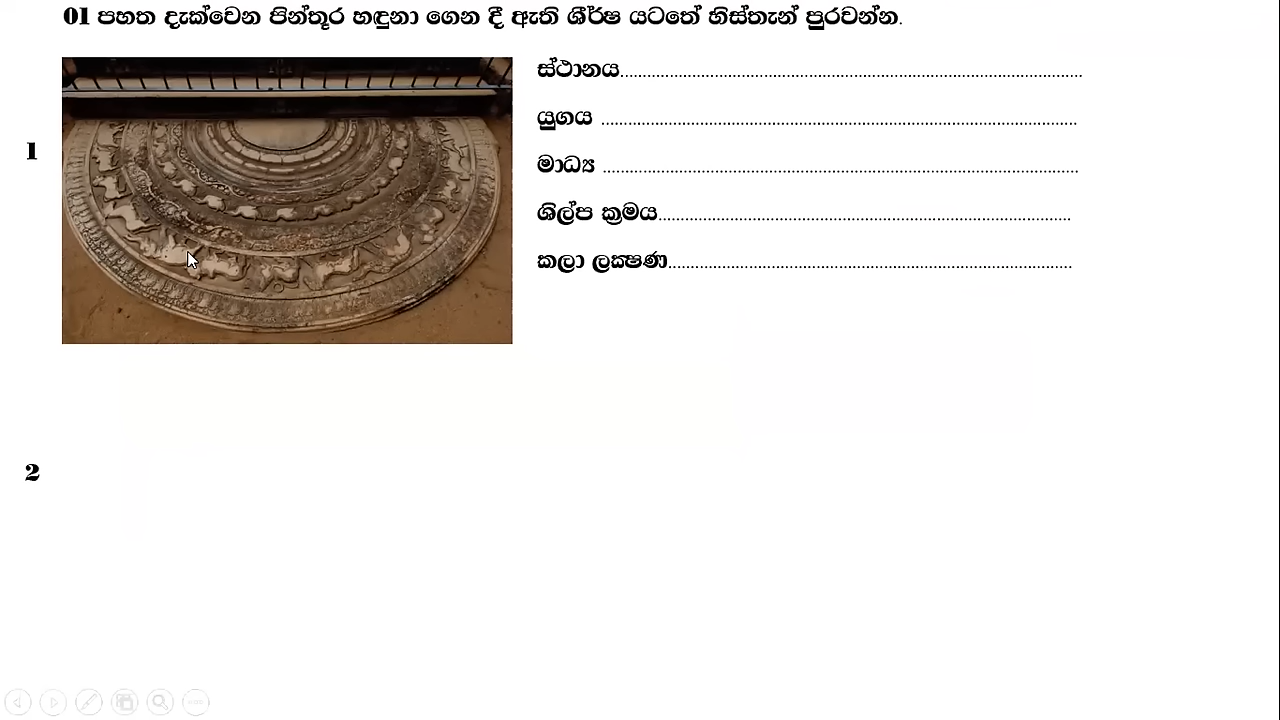 01 පහත දැක්වෙන පින්තූර හඳුනා ගෙන දී ඇති ශීර්ෂ යටතේ හිස්තැන් පුරවන්න.
1
ස්ථානය....................
යුගය ....................
මාධ්‍ය ....................
ශිල්ප ක්‍රමය....................
කලා ලක්‍ෂණ....................
2